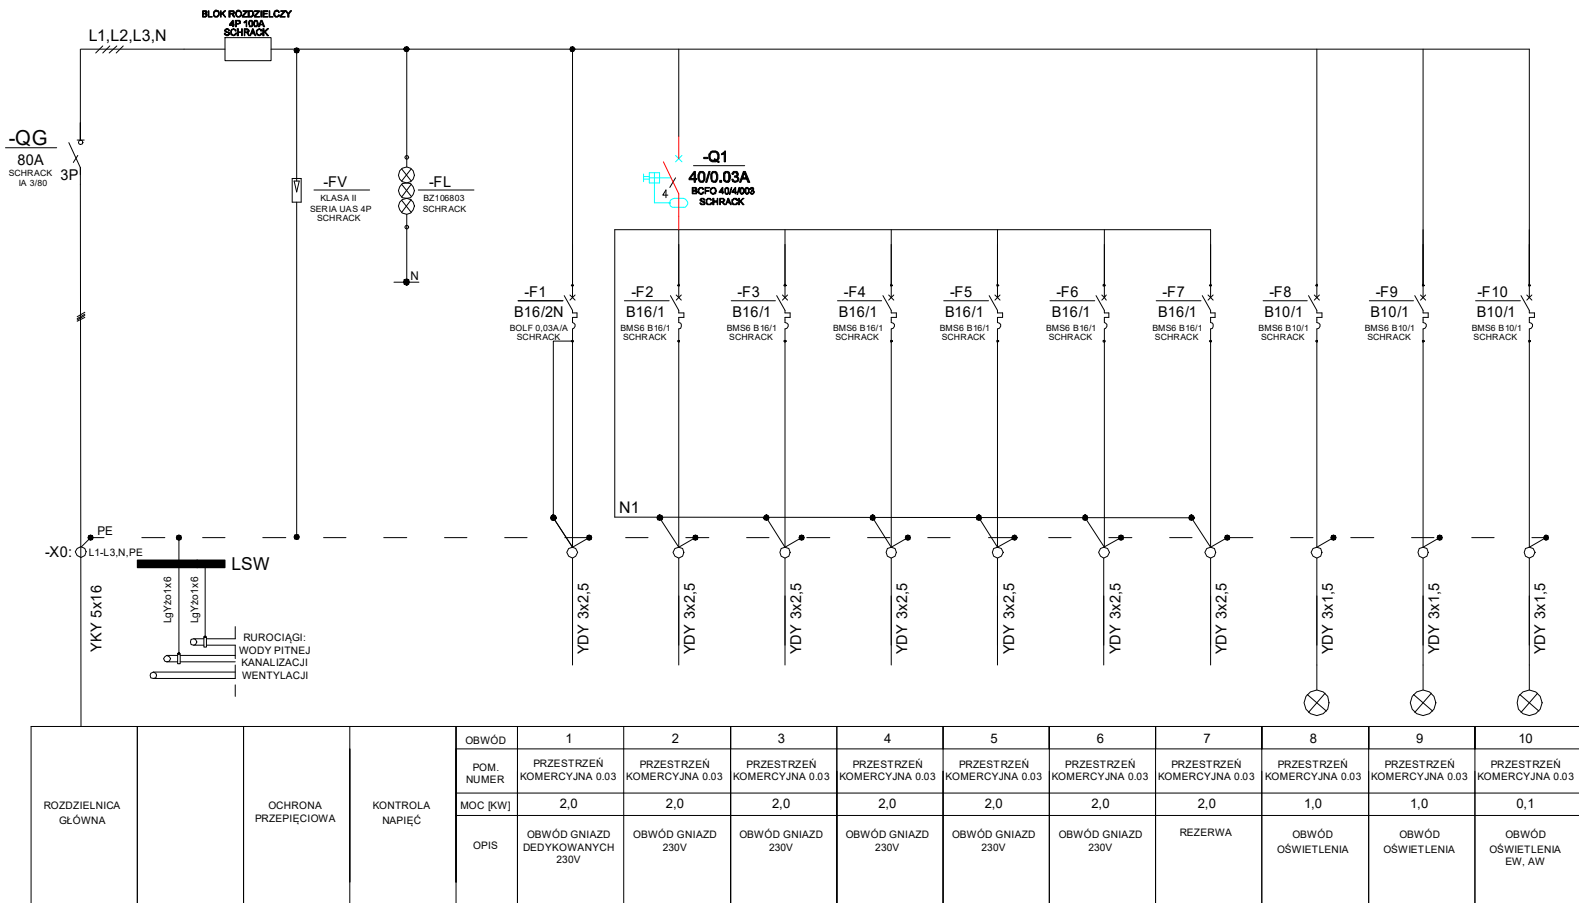 BLOK ROZDZIELCZY
4P 100A
SCHRACK
L1,L2,L3,N
-QG
80A
SCHRACK
IA 3/80
3P
-FV
KLASA II
SERIA UAS 4P
SCHRACK
-FL
BZ106803
SCHRACK
N
-Q1
40/0.03A
BCFO 40/4/003
SCHRACK
4
-F1
B16/2N
BOLF 0,03A/A
SCHRACK
-F2
B16/1
BMS6 B16/1
SCHRACK
-F3
B16/1
BMS6 B16/1
SCHRACK
-F4
B16/1
BMS6 B16/1
SCHRACK
-F5
B16/1
BMS6 B16/1
SCHRACK
-F6
B16/1
BMS6 B16/1
SCHRACK
-F7
B16/1
BMS6 B16/1
SCHRACK
-F8
B10/1
BMS6 B10/1
SCHRACK
-F9
B10/1
BMS6 B10/1
SCHRACK
-F10
B10/1
BMS6 B10/1
SCHRACK
N1
PE
-X0:
L1-L3,N,PE
LSW
YKY 5x16
LgYżo1x6
LgYżo1x6
RUROCIĄGI:
WODY PITNEJ
KANALIZACJI
WENTYLACJI
YDY 3x2,5
YDY 3x2,5
YDY 3x2,5
YDY 3x2,5
YDY 3x2,5
YDY 3x2,5
YDY 3x2,5
YDY 3x1,5
YDY 3x1,5
YDY 3x1,5
ROZDZIELNICA
GŁÓWNA
OCHRONA
PRZEPIĘCIOWA
KONTROLA
NAPIĘĆ
OBWÓD
1
2
3
4
5
6
7
8
9
10
POM.
NUMER
PRZESTRZEŃ
KOMERCYJNA 0.03
PRZESTRZEŃ
KOMERCYJNA 0.03
PRZESTRZEŃ
KOMERCYJNA 0.03
PRZESTRZEŃ
KOMERCYJNA 0.03
PRZESTRZEŃ
KOMERCYJNA 0.03
PRZESTRZEŃ
KOMERCYJNA 0.03
PRZESTRZEŃ
KOMERCYJNA 0.03
PRZESTRZEŃ
KOMERCYJNA 0.03
PRZESTRZEŃ
KOMERCYJNA 0.03
PRZESTRZEŃ
KOMERCYJNA 0.03
MOC [KW]
2,0
2,0
2,0
2,0
2,0
2,0
2,0
1,0
1,0
0,1
OPIS
OBWÓD GNIAZD
DEDYKOWANYCH
230V
OBWÓD GNIAZD
230V
OBWÓD GNIAZD
230V
OBWÓD GNIAZD
230V
OBWÓD GNIAZD
230V
OBWÓD GNIAZD
230V
REZERWA
OBWÓD
OŚWIETLENIA
OBWÓD
OŚWIETLENIA
OBWÓD
OŚWIETLENIA
EW, AW